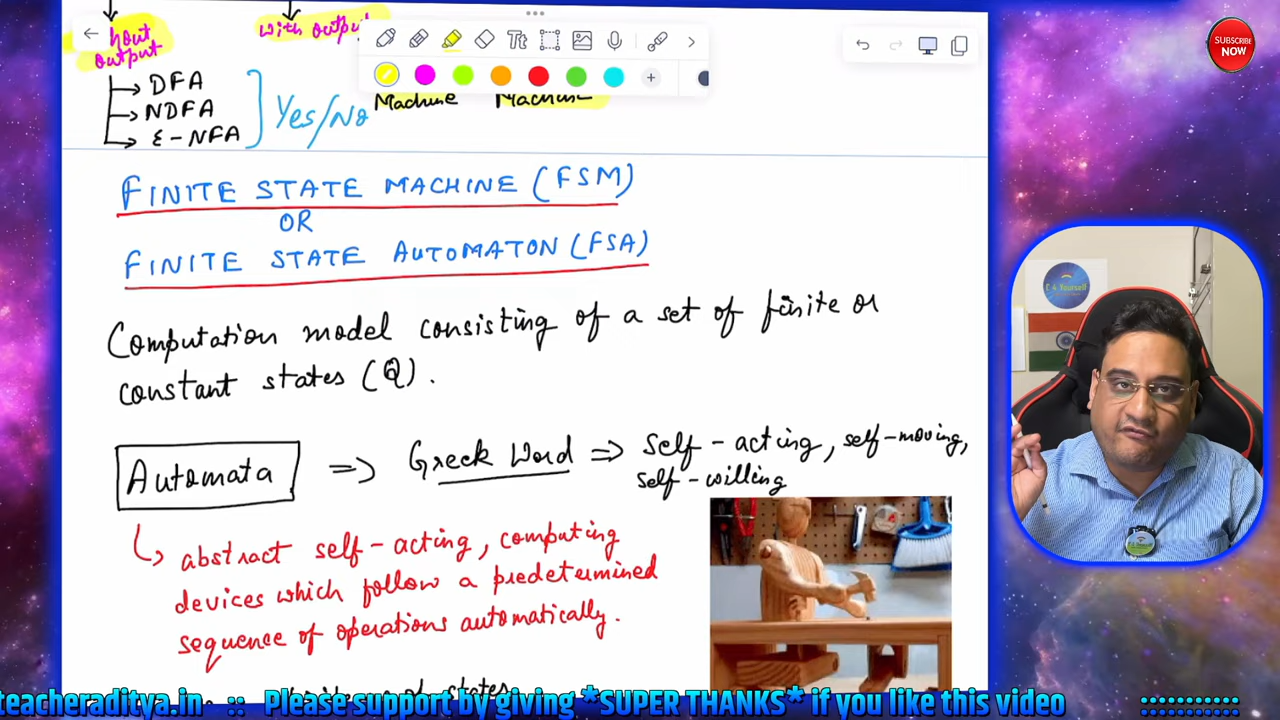 with output
hout
output
DFA
NDFA
ε-NFA
Yes/No
Machine
Machine
Tt
SUBSCRIBE
NOW
FINITE STATE MACHINE (FSM)
OR
FINITE STATE AUTOMATON (FSA)
Computation model consisting of a set of finite or
constant states (Q).
Automata => Greek Word => Self-acting, self-moving,
self-willing
abstract self-acting, computing
devices which follow a predetermined
sequence of operations automatically.
states
teacheraditya.in :: Please support by giving *SUPER THANKS* if you like this video ::::::::::